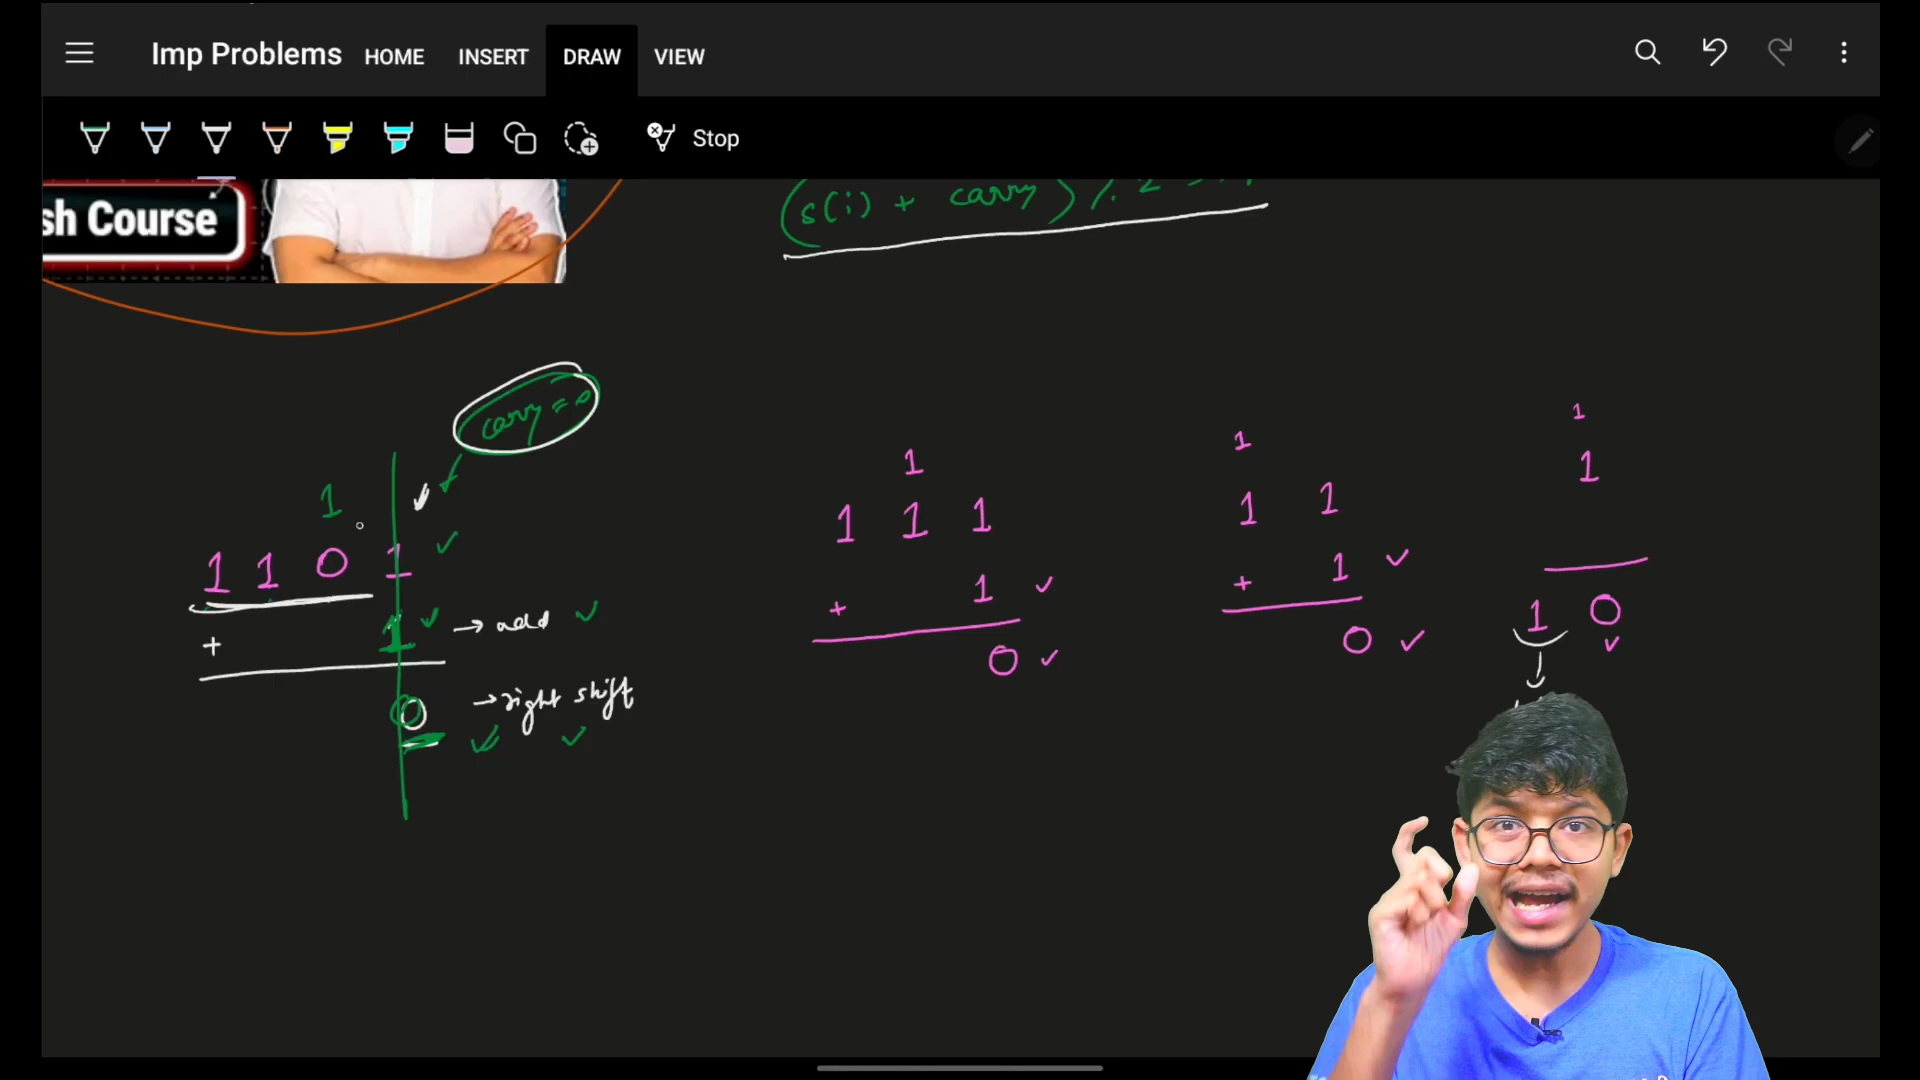 Imp Problems HOME INSERT DRAW VIEW
Stop
sh Course
(s(i) + carry) %. 2
carry = 0
1
1 1 0 1
+ 1 → add
0 → right shift
1
1 1 1
+ 1
0
1
1 1
+ 1
0
1
1
1 0